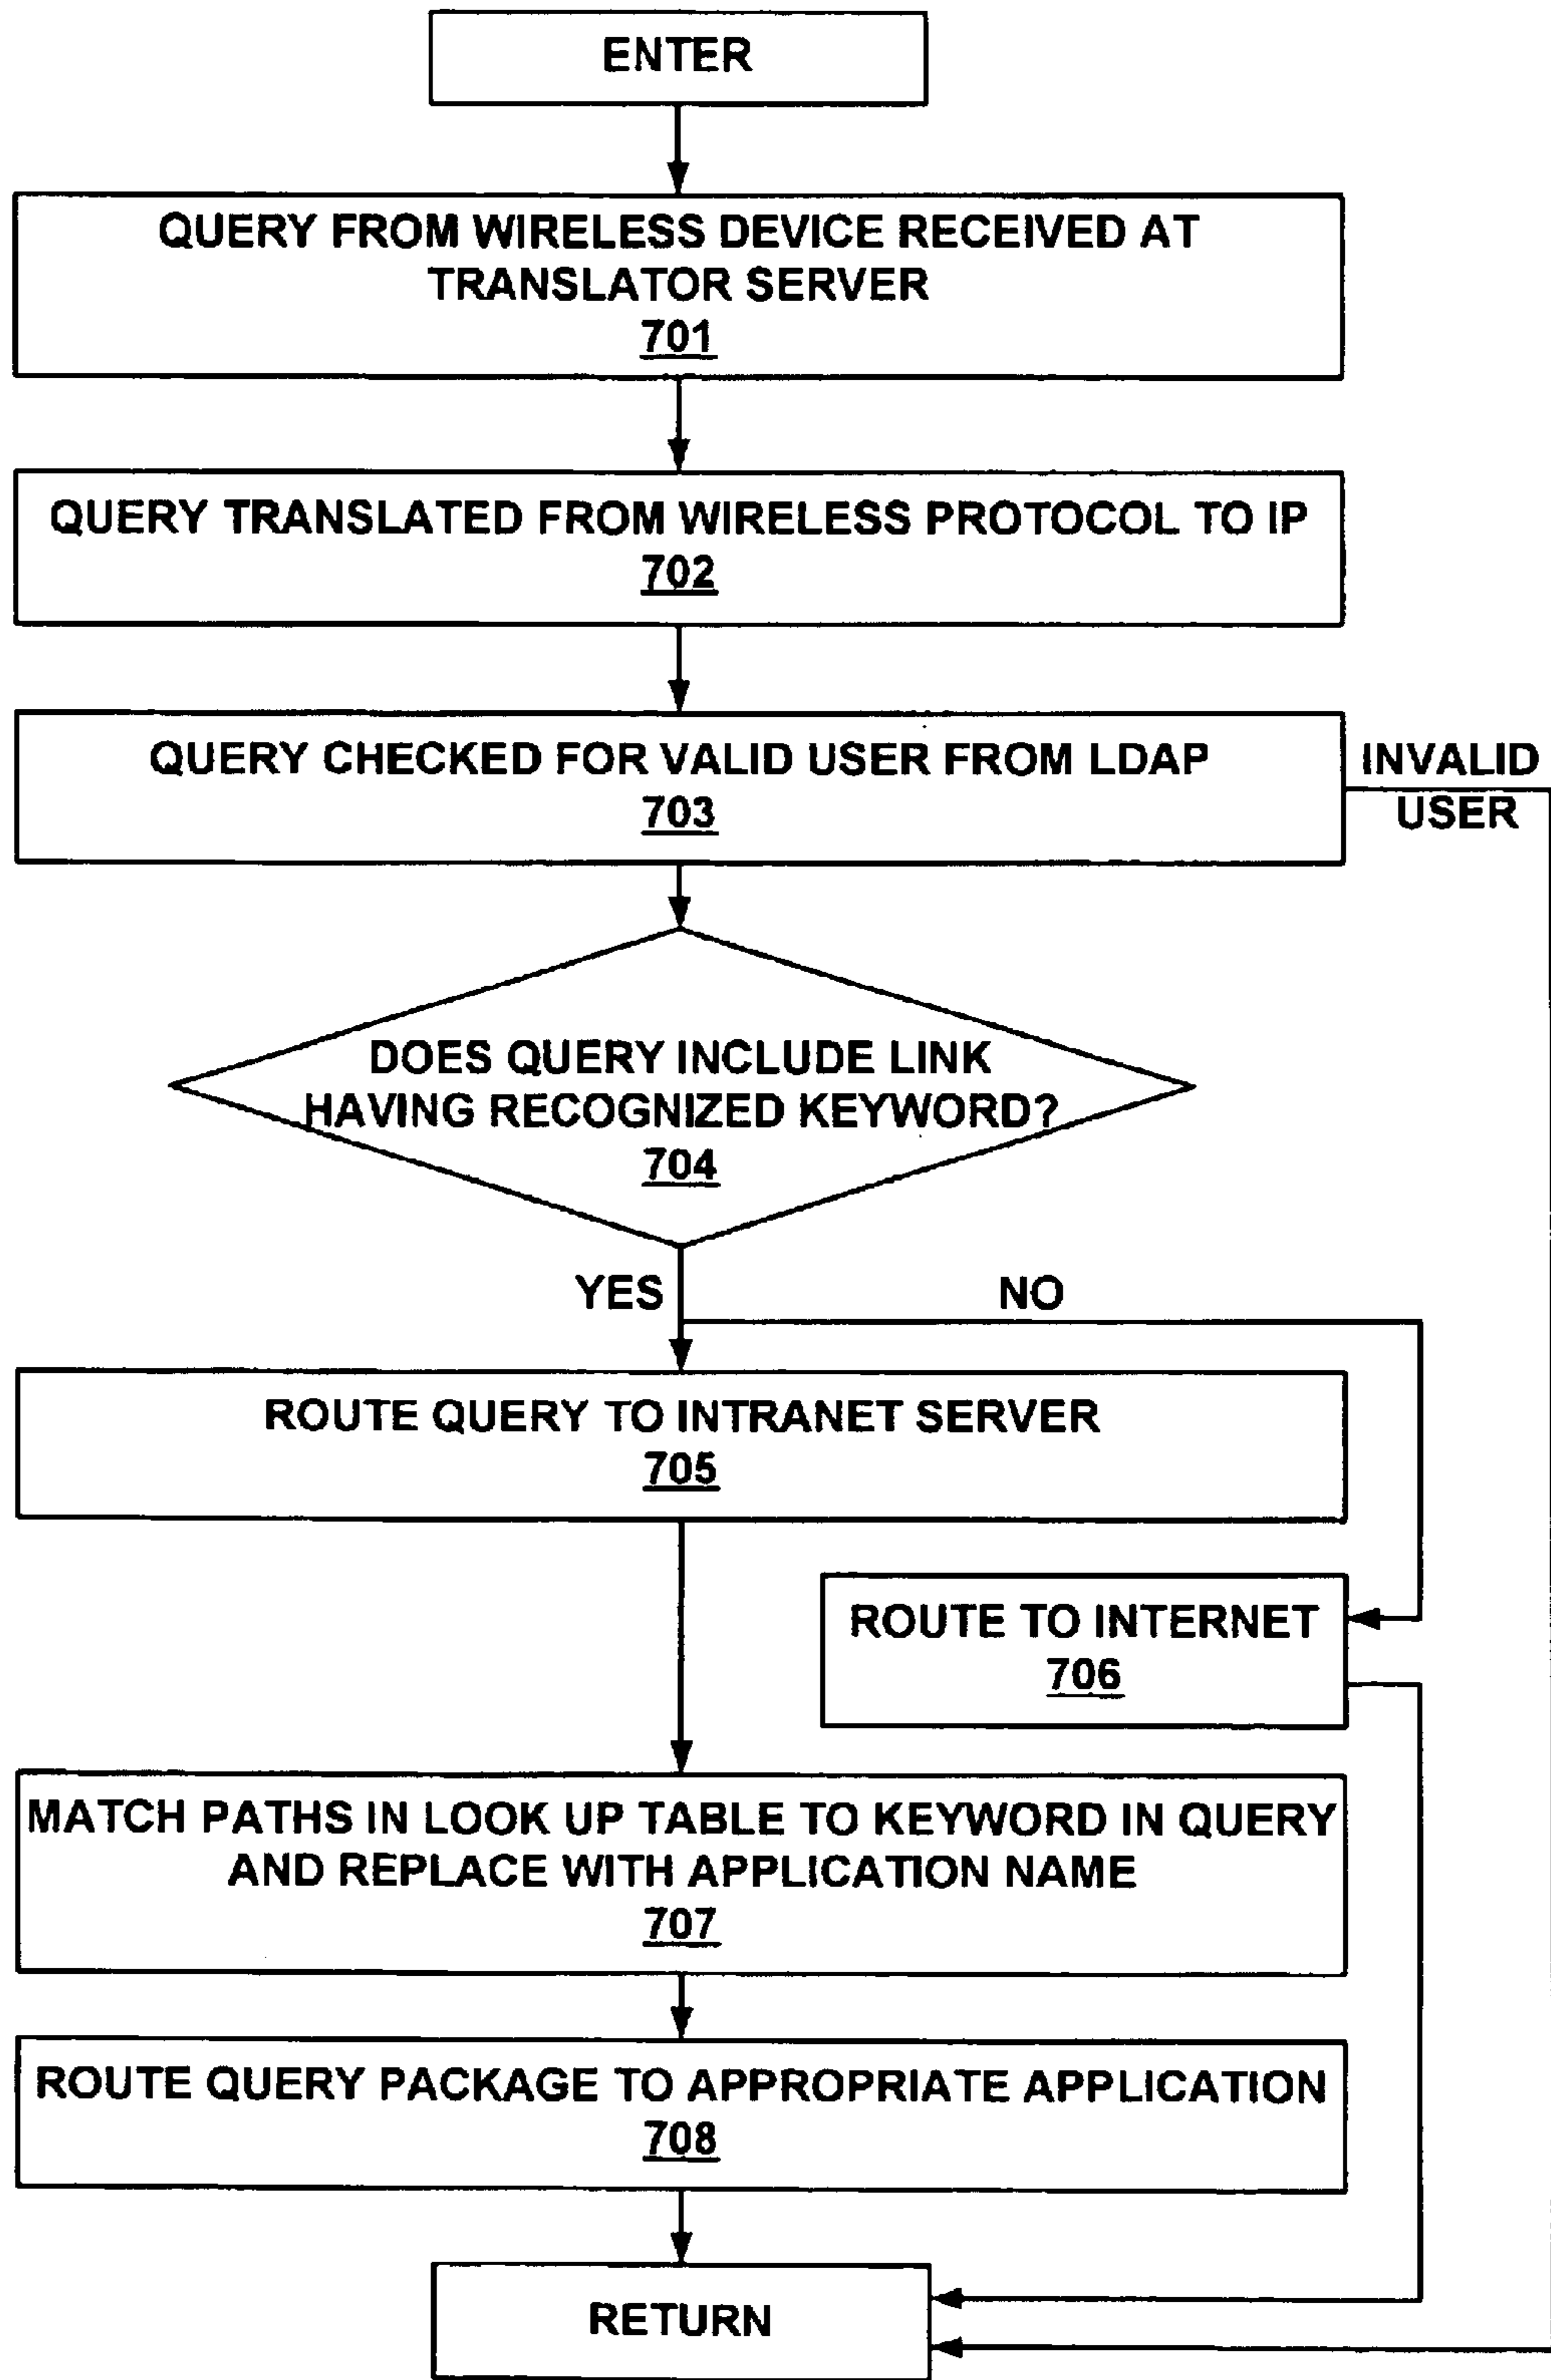 ENTER
QUERY FROM WIRELESS DEVICE RECEIVED AT
TRANSLATOR SERVER
701
QUERY TRANSLATED FROM WIRELESS PROTOCOL TO IP
702
QUERY CHECKED FOR VALID USER FROM LDAP
703
INVALID
USER
DOES QUERY INCLUDE LINK
HAVING RECOGNIZED KEYWORD?
704
YES
NO
ROUTE QUERY TO INTRANET SERVER
705
ROUTE TO INTERNET
706
MATCH PATHS IN LOOK UP TABLE TO KEYWORD IN QUERY
AND REPLACE WITH APPLICATION NAME
707
ROUTE QUERY PACKAGE TO APPROPRIATE APPLICATION
708
RETURN